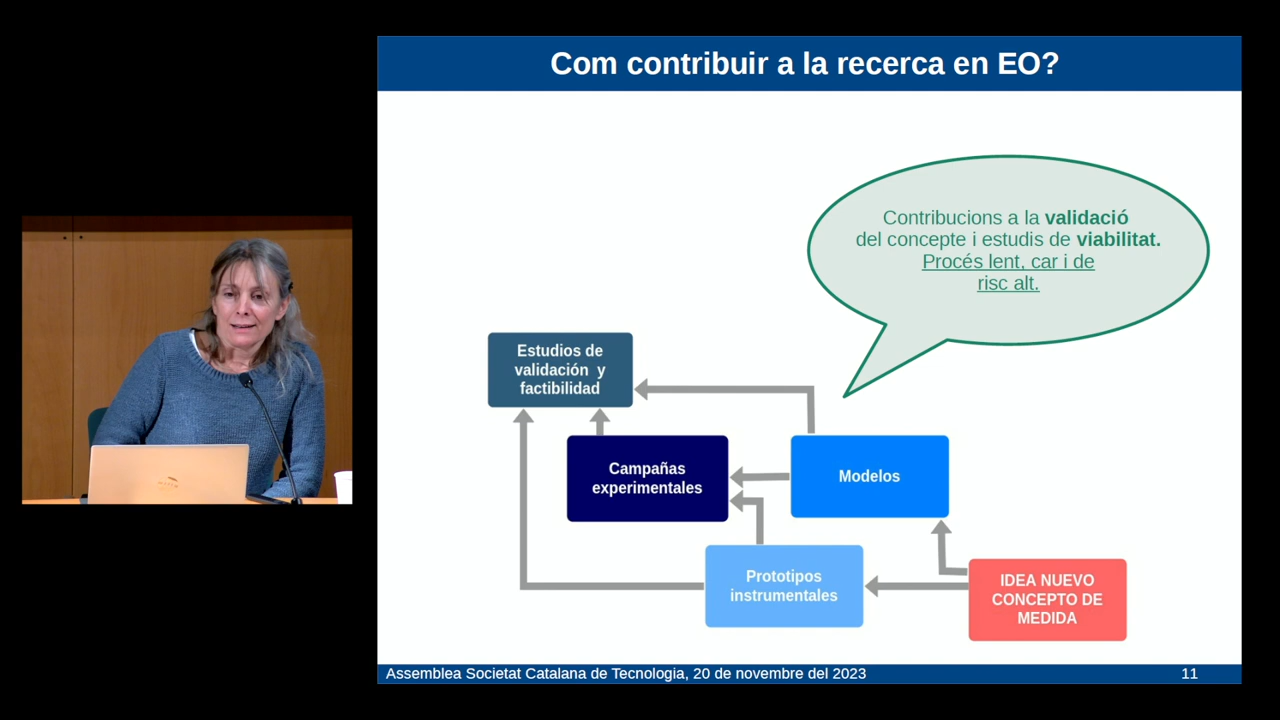 Com contribuir a la recerca en EO?
Contribucions a la validació
del concepte i estudis de viabilitat.
Procés lent, car i de
risc alt.
Estudios de
validación y
factibilidad
Campañas
experimentales
Modelos
Prototipos
instrumentales
IDEA NUEVO
CONCEPTO DE
MEDIDA
Assemblea Societat Catalana de Tecnologia, 20 de novembre del 2023
11